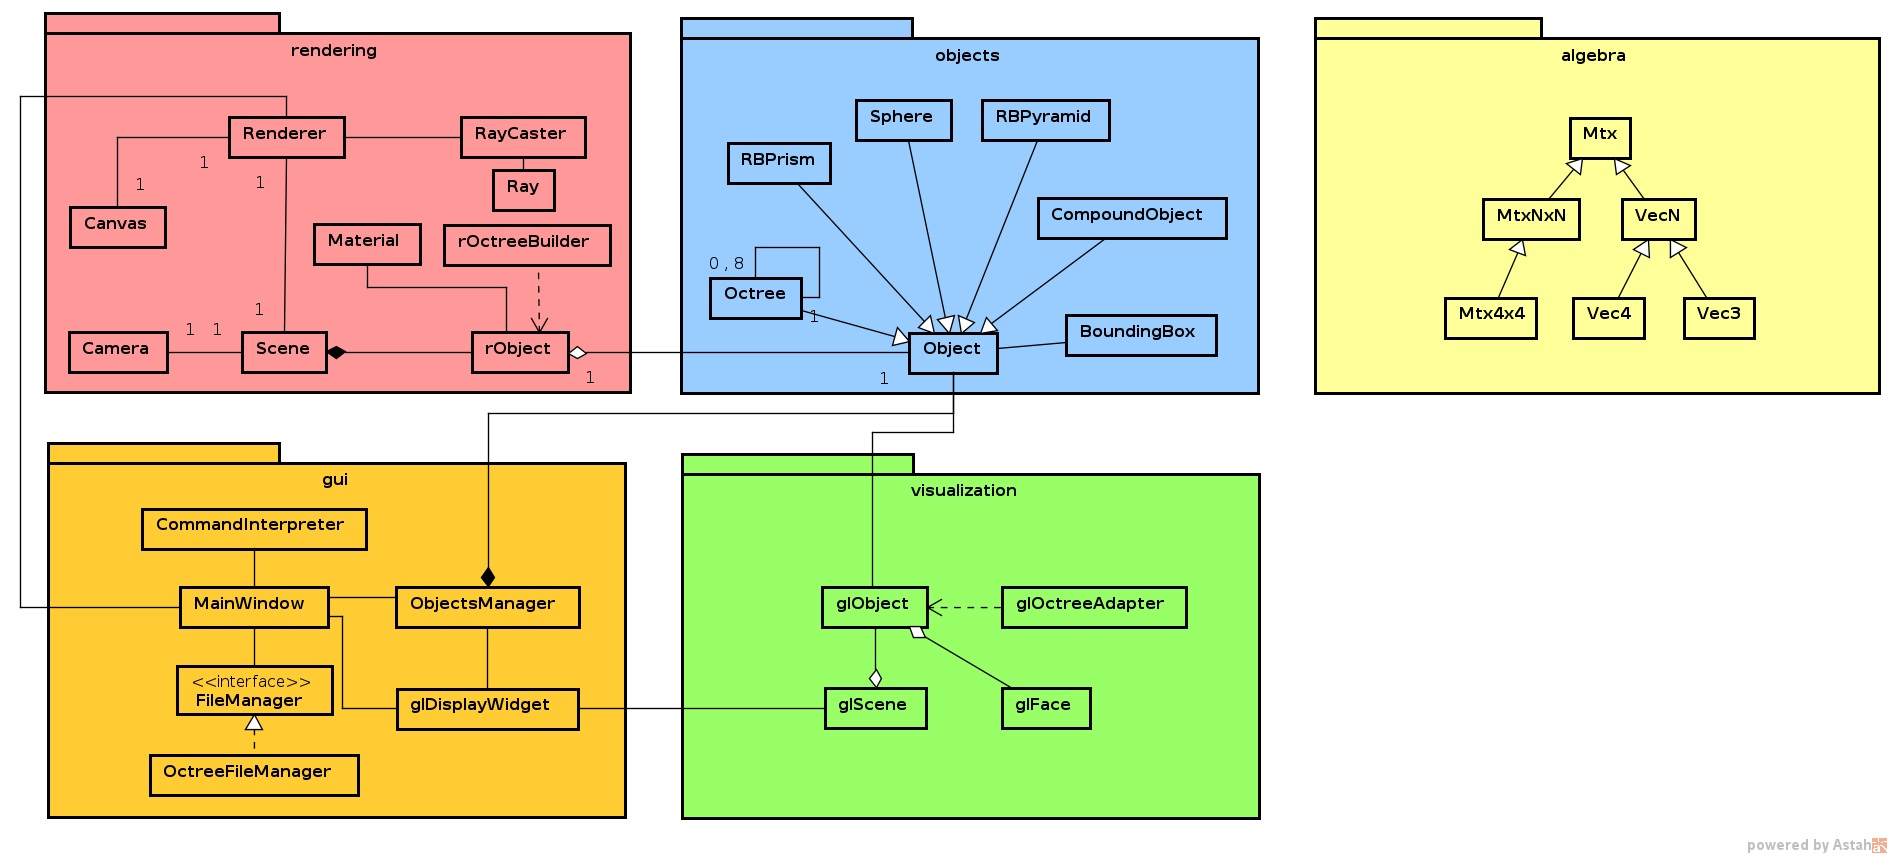 rendering
Renderer
RayCaster
1
1
1
Ray
Canvas
Material
rOctreeBuilder
1
1
1
Camera
Scene
rObject
1
objects
Sphere
RBPyramid
RBPrism
CompoundObject
0 , 8
Octree
1
BoundingBox
Object
1
algebra
Mtx
MtxNxN
VecN
Mtx4x4
Vec4
Vec3
gui
CommandInterpreter
MainWindow
ObjectsManager
<<interface>>
FileManager
glDisplayWidget
OctreeFileManager
visualization
glObject
glOctreeAdapter
glScene
glFace
powered by Astah